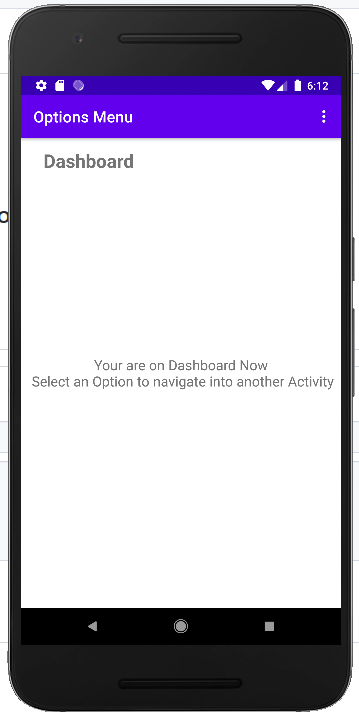 6:12
Options Menu
Dashboard
Your are on Dashboard Now
Select an Option to navigate into another Activity